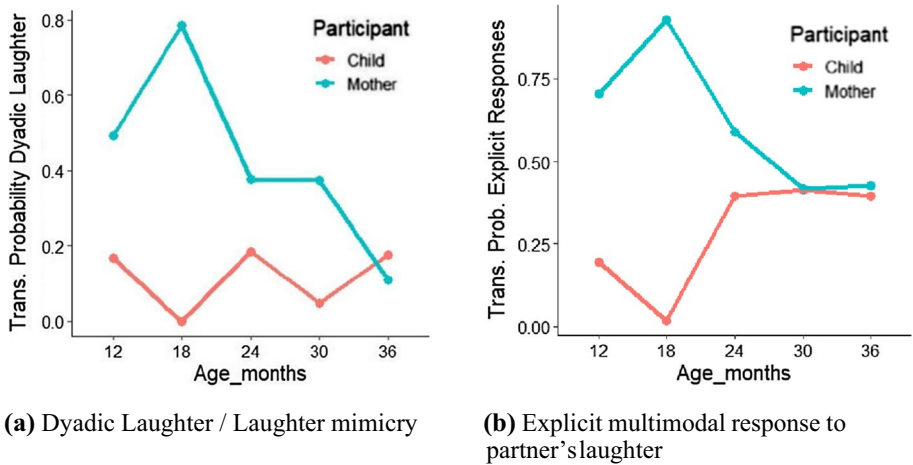 Trans. Probability Dyadic Laughter
0.8
0.6
0.4
0.2
0.0
Participant
Child
Mother
12 18 24 30 36
Age_months
(a) Dyadic Laughter / Laughter mimicry
Trans. Prob. Explicit Responses
0.75
0.50
0.25
0.00
Participant
Child
Mother
12 18 24 30 36
Age_months
(b) Explicit multimodal response to
partner'slaughter